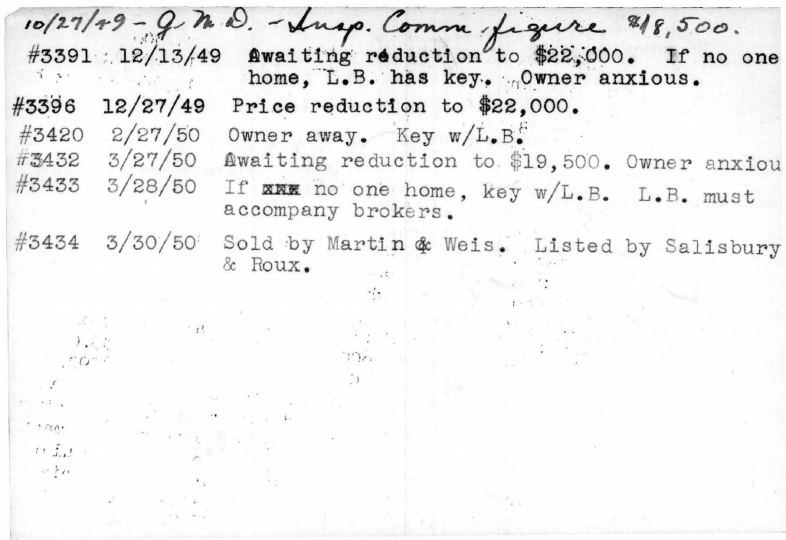 10/27/49 - G.M.D. - Insp. Comm. figure $18,500.
#3391 12/13/49 Awaiting reduction to $22,000. If no one
home, L.B. has key. Owner anxious.
#3396 12/27/49 Price reduction to $22,000.
#3420 2/27/50 Owner away. Key w/L.B.
#3432 3/27/50 Awaiting reduction to $19,500. Owner anxiou
#3433 3/28/50 If xxx no one home, key w/L.B. L.B. must
accompany brokers.
#3434 3/30/50 Sold by Martin & Weis. Listed by Salisbury
& Roux.